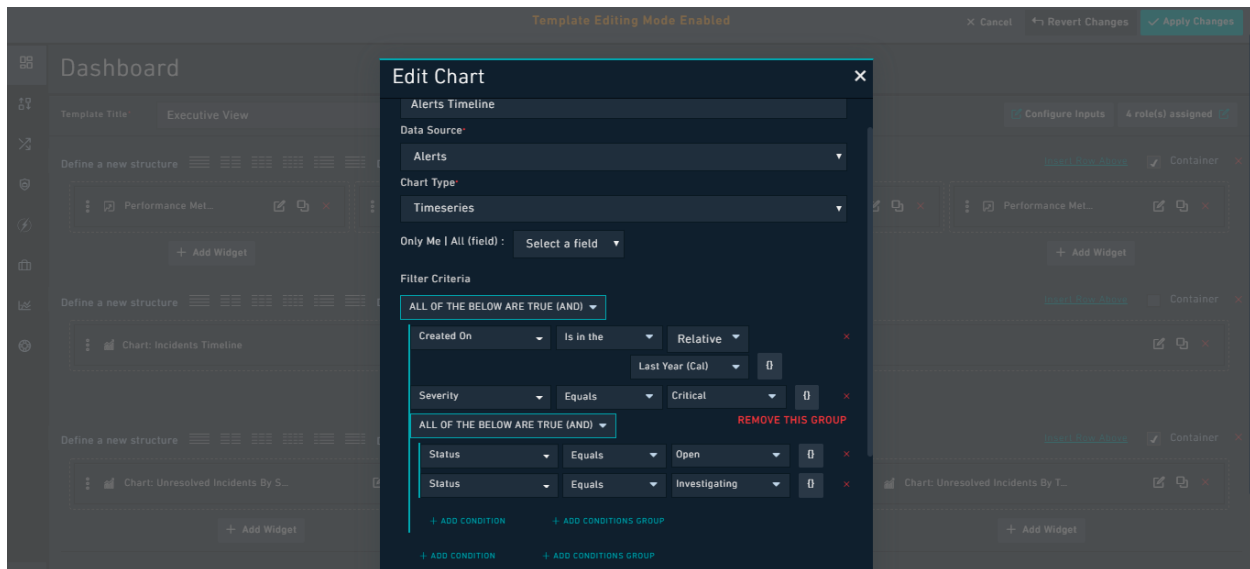 Template Editing Mode Enabled
× Cancel
Revert Changes
Apply Changes
Dashboard
Edit Chart
×
Template Title*
Executive View
Alerts Timeline
Configure Inputs
4 role(s) assigned
Data Source*
Alerts
Define a new structure
Insert Row Above
Container
Chart Type*
Timeseries
Performance Met...
Performance Met...
Only Me | All (field) :
Select a field
+ Add Widget
+ Add Widget
Filter Criteria
ALL OF THE BELOW ARE TRUE (AND)
Define a new structure
Insert Row Above
Container
Created On
Is in the
Relative
Chart: Incidents Timeline
Last Year (Cal)
{}
Severity
Equals
Critical
{}
ALL OF THE BELOW ARE TRUE (AND)
REMOVE THIS GROUP
Define a new structure
Insert Row Above
Container
Status
Equals
Open
{}
Status
Equals
Investigating
{}
Chart: Unresolved Incidents By S...
Chart: Unresolved Incidents By T...
+ ADD CONDITION
+ ADD CONDITIONS GROUP
+ Add Widget
+ Add Widget
+ ADD CONDITION
+ ADD CONDITIONS GROUP